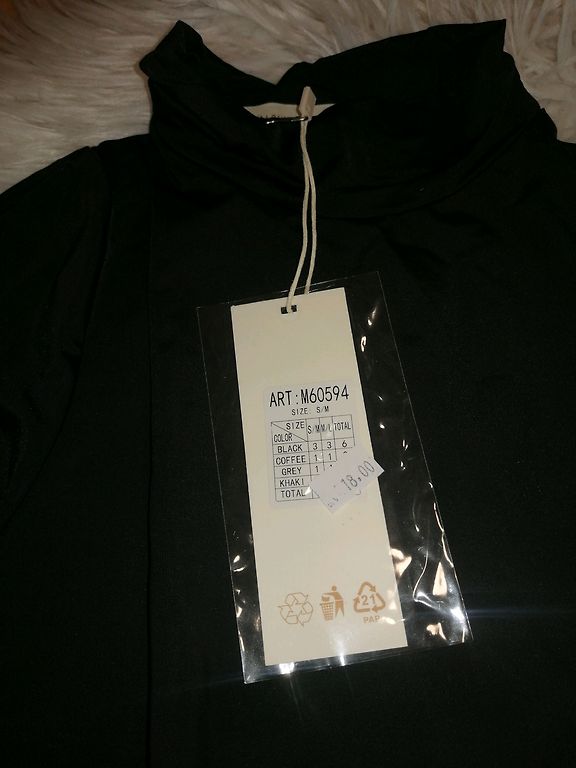 ART:M60594
SIZE: S/M
SIZE S/M M/L TOTAL
COLOR
BLACK 3 3 6
COFFEE 1 1
GREY 1
KHAKI
TOTAL
18,00
21
PAP